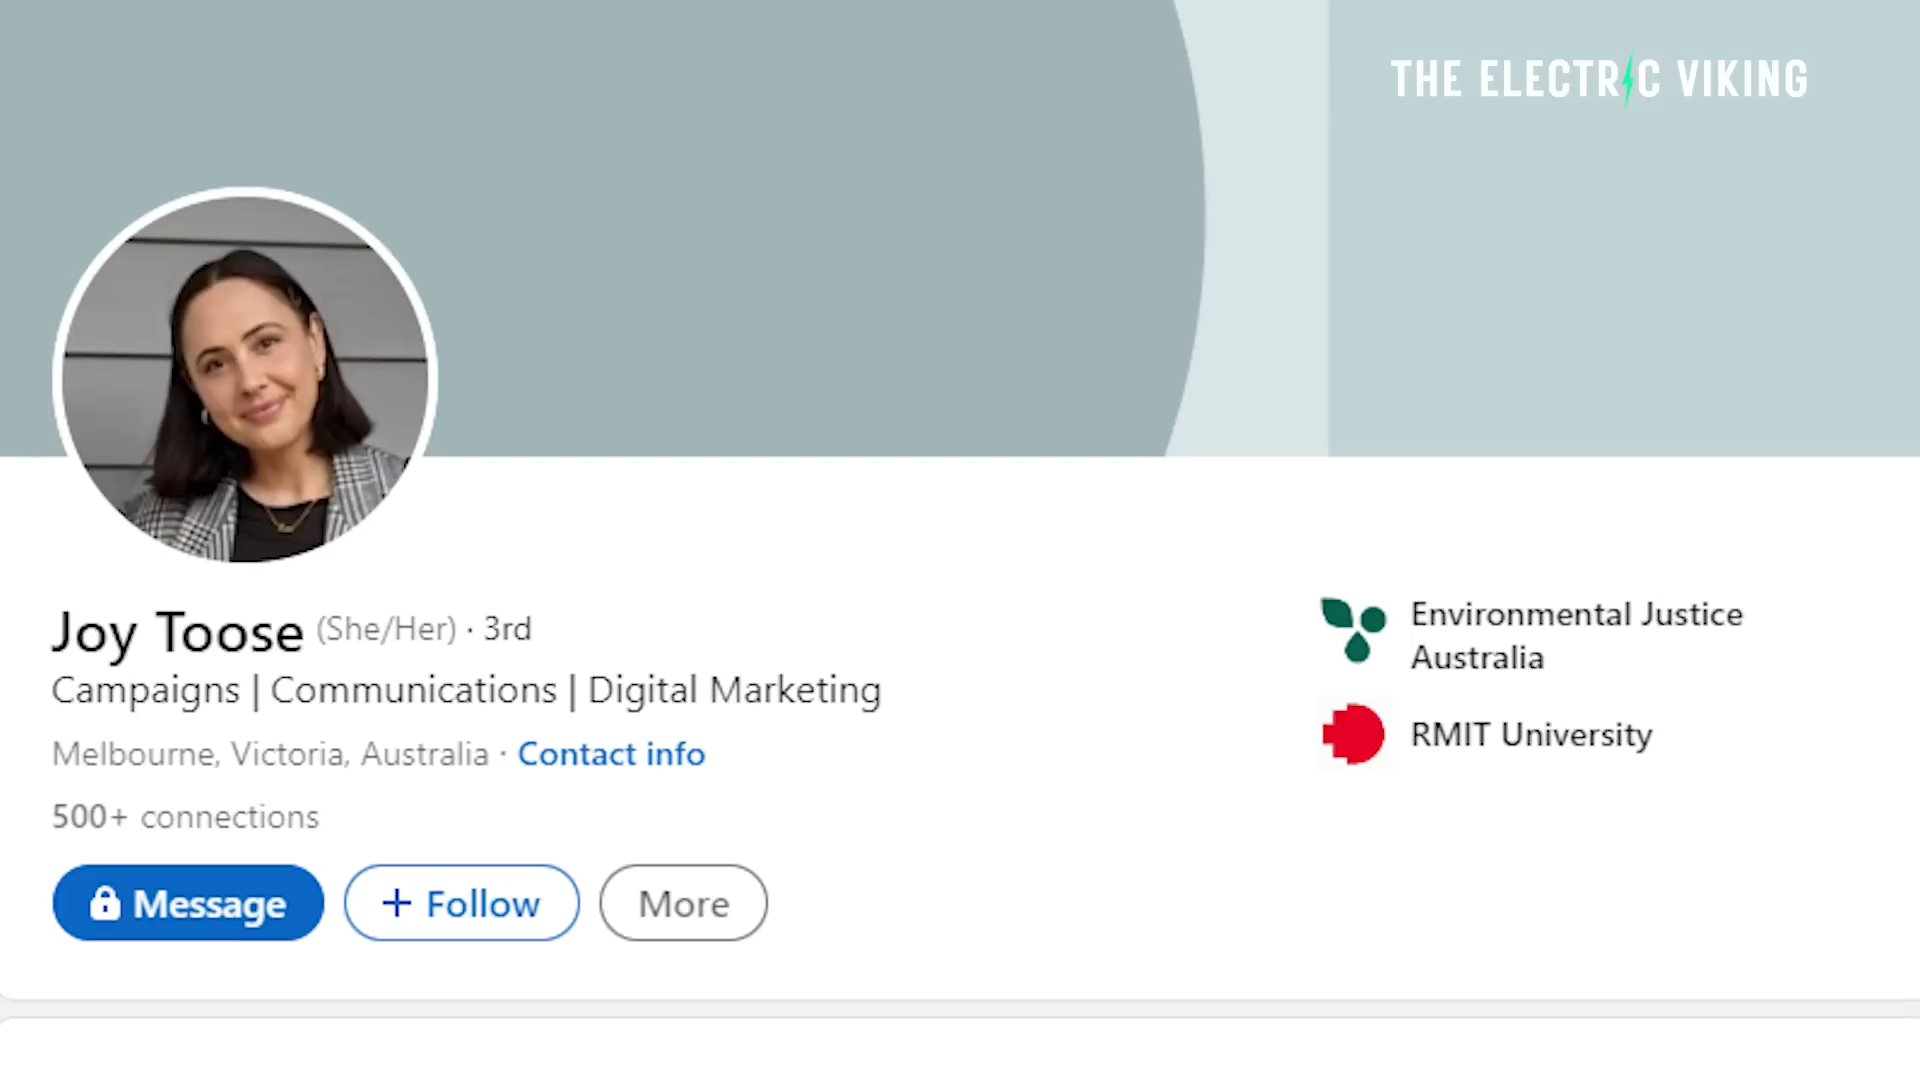 THE ELECTRIC VIKING
Joy Toose (She/Her) · 3rd
Campaigns | Communications | Digital Marketing
Melbourne, Victoria, Australia · Contact info
500+ connections
Message
+ Follow
More
Environmental Justice
Australia
RMIT University